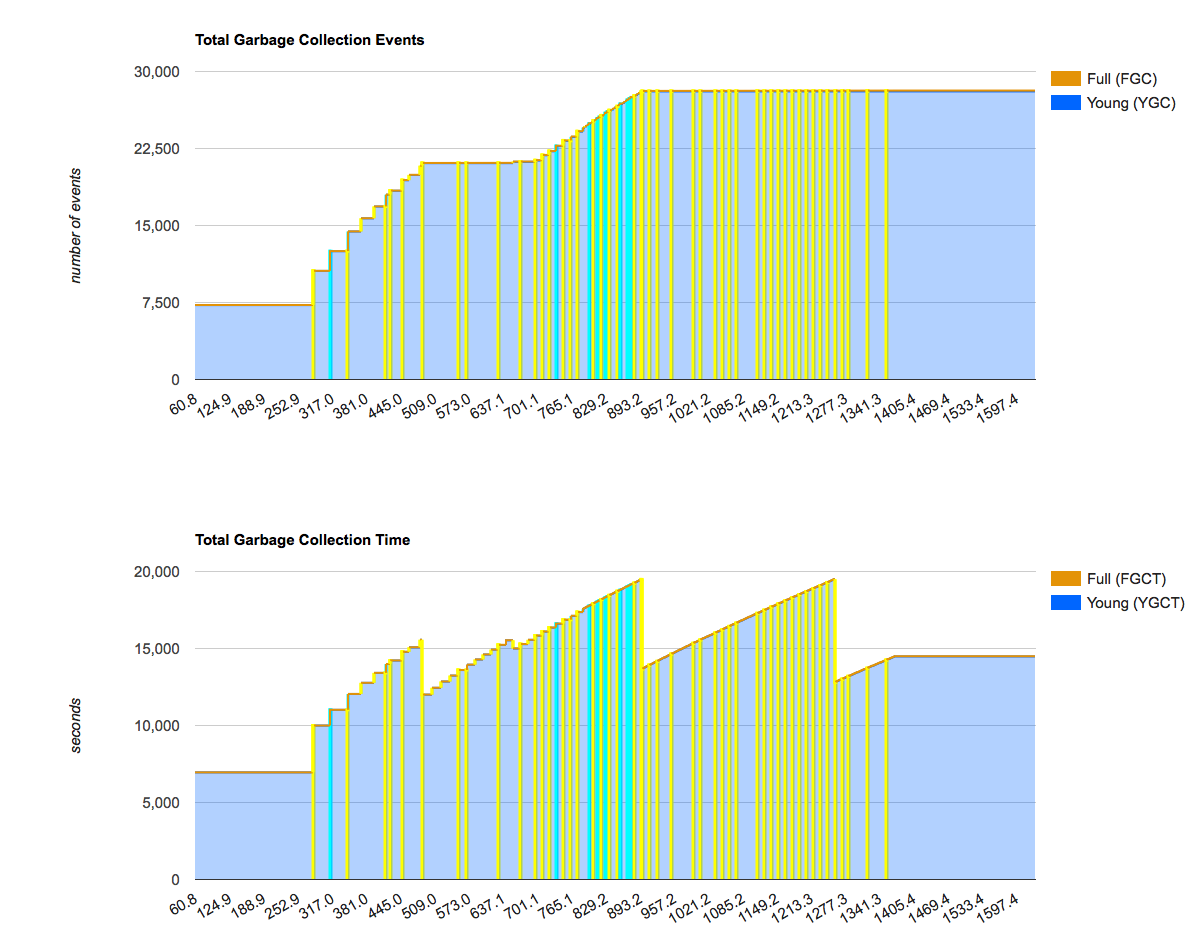 Total Garbage Collection Events
30,000
22,500
15,000
7,500
0
number of events
Full (FGC)
Young (YGC)
60.8 124.9 188.9 252.9 317.0 381.0 445.0 509.0 573.0 637.1 701.1 765.1 829.2 893.2 957.2 1021.2 1085.2 1149.2 1213.3 1277.3 1341.3 1405.4 1469.4 1533.4 1597.4
Total Garbage Collection Time
20,000
15,000
10,000
5,000
0
seconds
Full (FGCT)
Young (YGCT)
60.8 124.9 188.9 252.9 317.0 381.0 445.0 509.0 573.0 637.1 701.1 765.1 829.2 893.2 957.2 1021.2 1085.2 1149.2 1213.3 1277.3 1341.3 1405.4 1469.4 1533.4 1597.4